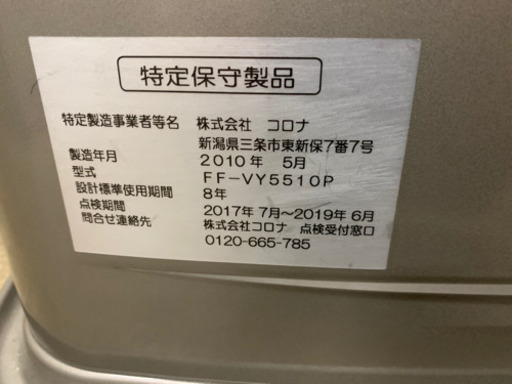 特定保守製品
特定製造事業者等名 株式会社 コロナ
新潟県三条市東新保7番7号
製造年月 2010年 5月
型式 FF-VY5510P
設計標準使用期間 8年
点検期間 2017年 7月～2019年 6月
問合せ連絡先 株式会社コロナ 点検受付窓口
0120-665-785